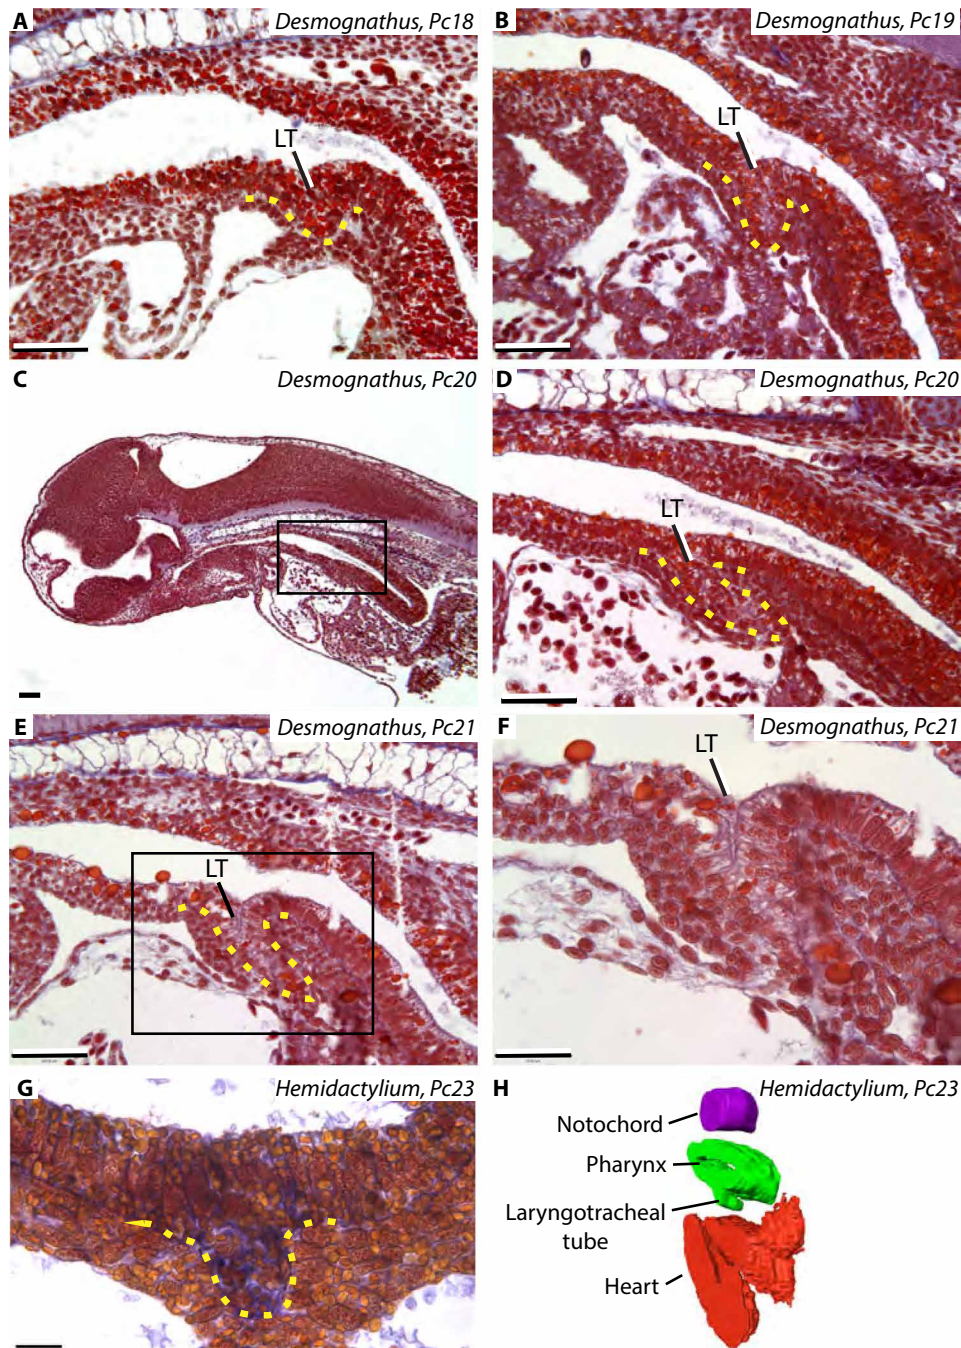 A
Desmognathus, Pc18
LT
B
Desmognathus, Pc19
LT
C
Desmognathus, Pc20
D
Desmognathus, Pc20
LT
E
Desmognathus, Pc21
LT
F
Desmognathus, Pc21
LT
G
Hemidactylium, Pc23
H
Hemidactylium, Pc23
Notochord
Pharynx
Laryngotracheal
tube
Heart